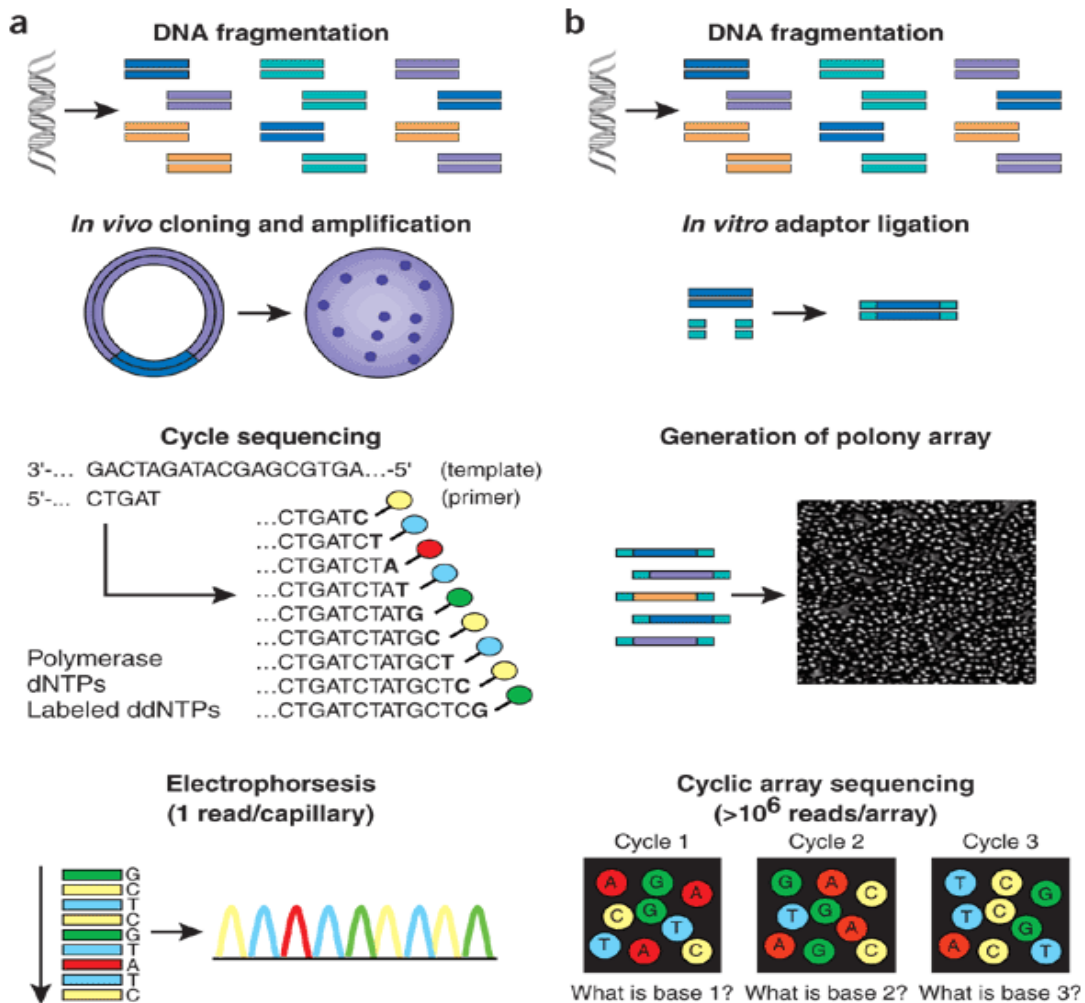 a
DNA fragmentation
In vivo cloning and amplification
Cycle sequencing
3'-... GACTAGATACGAGCGTGA...-5' (template)
5'-... CTGAT (primer)
...CTGATC
...CTGATCT
...CTGATCTA
...CTGATCTAT
...CTGATCTATG
...CTGATCTATGC
...CTGATCTATGCT
...CTGATCTATGCTC
...CTGATCTATGCTCG
Polymerase
dNTPs
Labeled ddNTPs
Electrophorsesis
(1 read/capillary)
G
C
T
C
G
T
A
T
C
b
DNA fragmentation
In vitro adaptor ligation
Generation of polony array
Cyclic array sequencing
(>10⁶ reads/array)
Cycle 1
A G A
C G T
T A C
What is base 1?
Cycle 2
G A C
T G A
A G C
What is base 2?
Cycle 3
T C G
T C G
A C T
What is base 3?